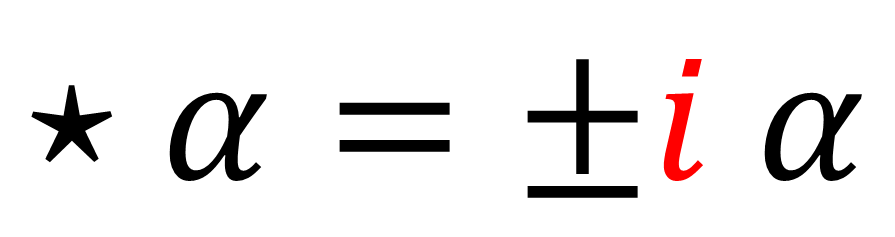 ⋆ α = ±i α